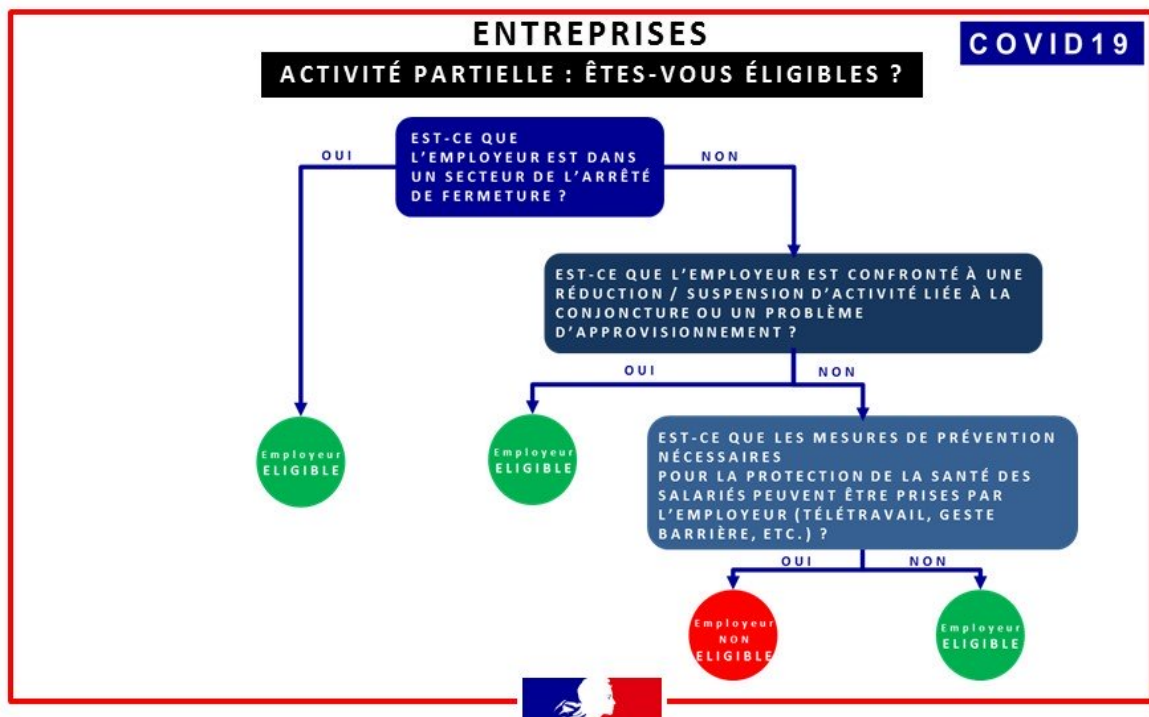 ENTREPRISES
COVID19
ACTIVITÉ PARTIELLE : ÊTES-VOUS ÉLIGIBLES ?
EST-CE QUE
L'EMPLOYEUR EST DANS
UN SECTEUR DE L'ARRÊTÉ
DE FERMETURE ?
OUI
NON
EST-CE QUE L'EMPLOYEUR EST CONFRONTÉ À UNE
RÉDUCTION / SUSPENSION D'ACTIVITÉ LIÉE À LA
CONJONCTURE OU UN PROBLÈME
D'APPROVISIONNEMENT ?
OUI
NON
Employeur
ELIGIBLE
Employeur
ELIGIBLE
EST-CE QUE LES MESURES DE PRÉVENTION
NÉCESSAIRES
POUR LA PROTECTION DE LA SANTÉ DES
SALARIÉS PEUVENT ÊTRE PRISES PAR
L'EMPLOYEUR (TÉLÉTRAVAIL, GESTE
BARRIÈRE, ETC.) ?
OUI
NON
Employeur
NON
ELIGIBLE
Employeur
ELIGIBLE